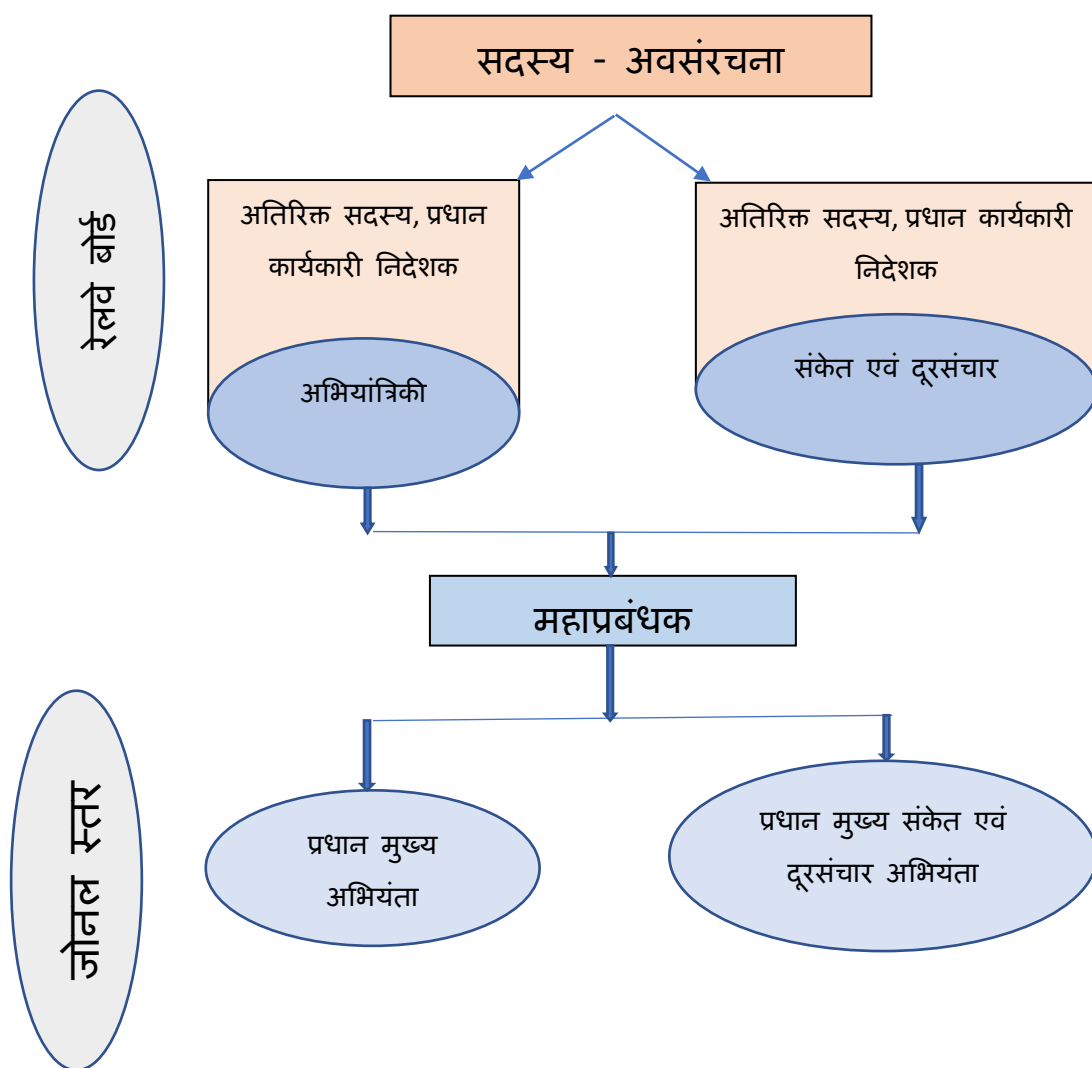 सदस्य - अवसंरचना
रेलवे बोर्ड
अतिरिक्त सदस्य, प्रधान
कार्यकारी निदेशक
अभियांत्रिकी
अतिरिक्त सदस्य, प्रधान कार्यकारी
निदेशक
संकेत एवं दूरसंचार
महाप्रबंधक
जोनल स्तर
प्रधान मुख्य
अभियंता
प्रधान मुख्य संकेत एवं
दूरसंचार अभियंता